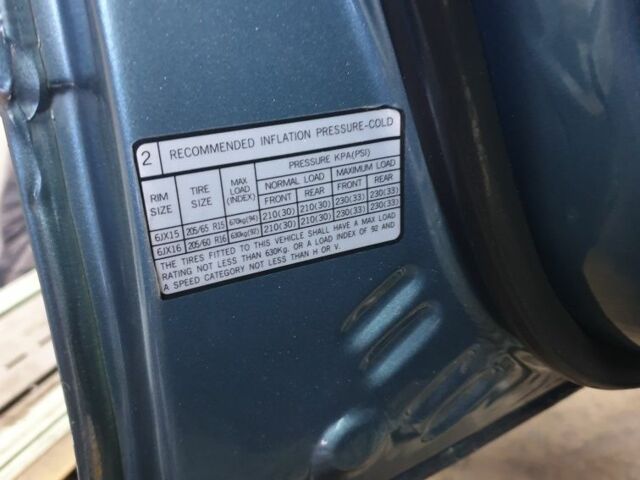 2 RECOMMENDED INFLATION PRESSURE-COLD
RIM SIZE TIRE SIZE MAX LOAD (INDEX) PRESSURE KPA(PSI)
NORMAL LOAD MAXIMUM LOAD
FRONT REAR FRONT REAR
6JX15 205/65 R15 670kg(94) 210(30) 210(30) 230(33) 230(33)
6JX16 205/60 R16 630kg(92) 210(30) 210(30) 230(33) 230(33)
THE TIRES FITTED TO THIS VEHICLE SHALL HAVE A MAX LOAD
RATING NOT LESS THAN 630Kg. OR A LOAD INDEX OF 92 AND
A SPEED CATEGORY NOT LESS THAN H OR V.